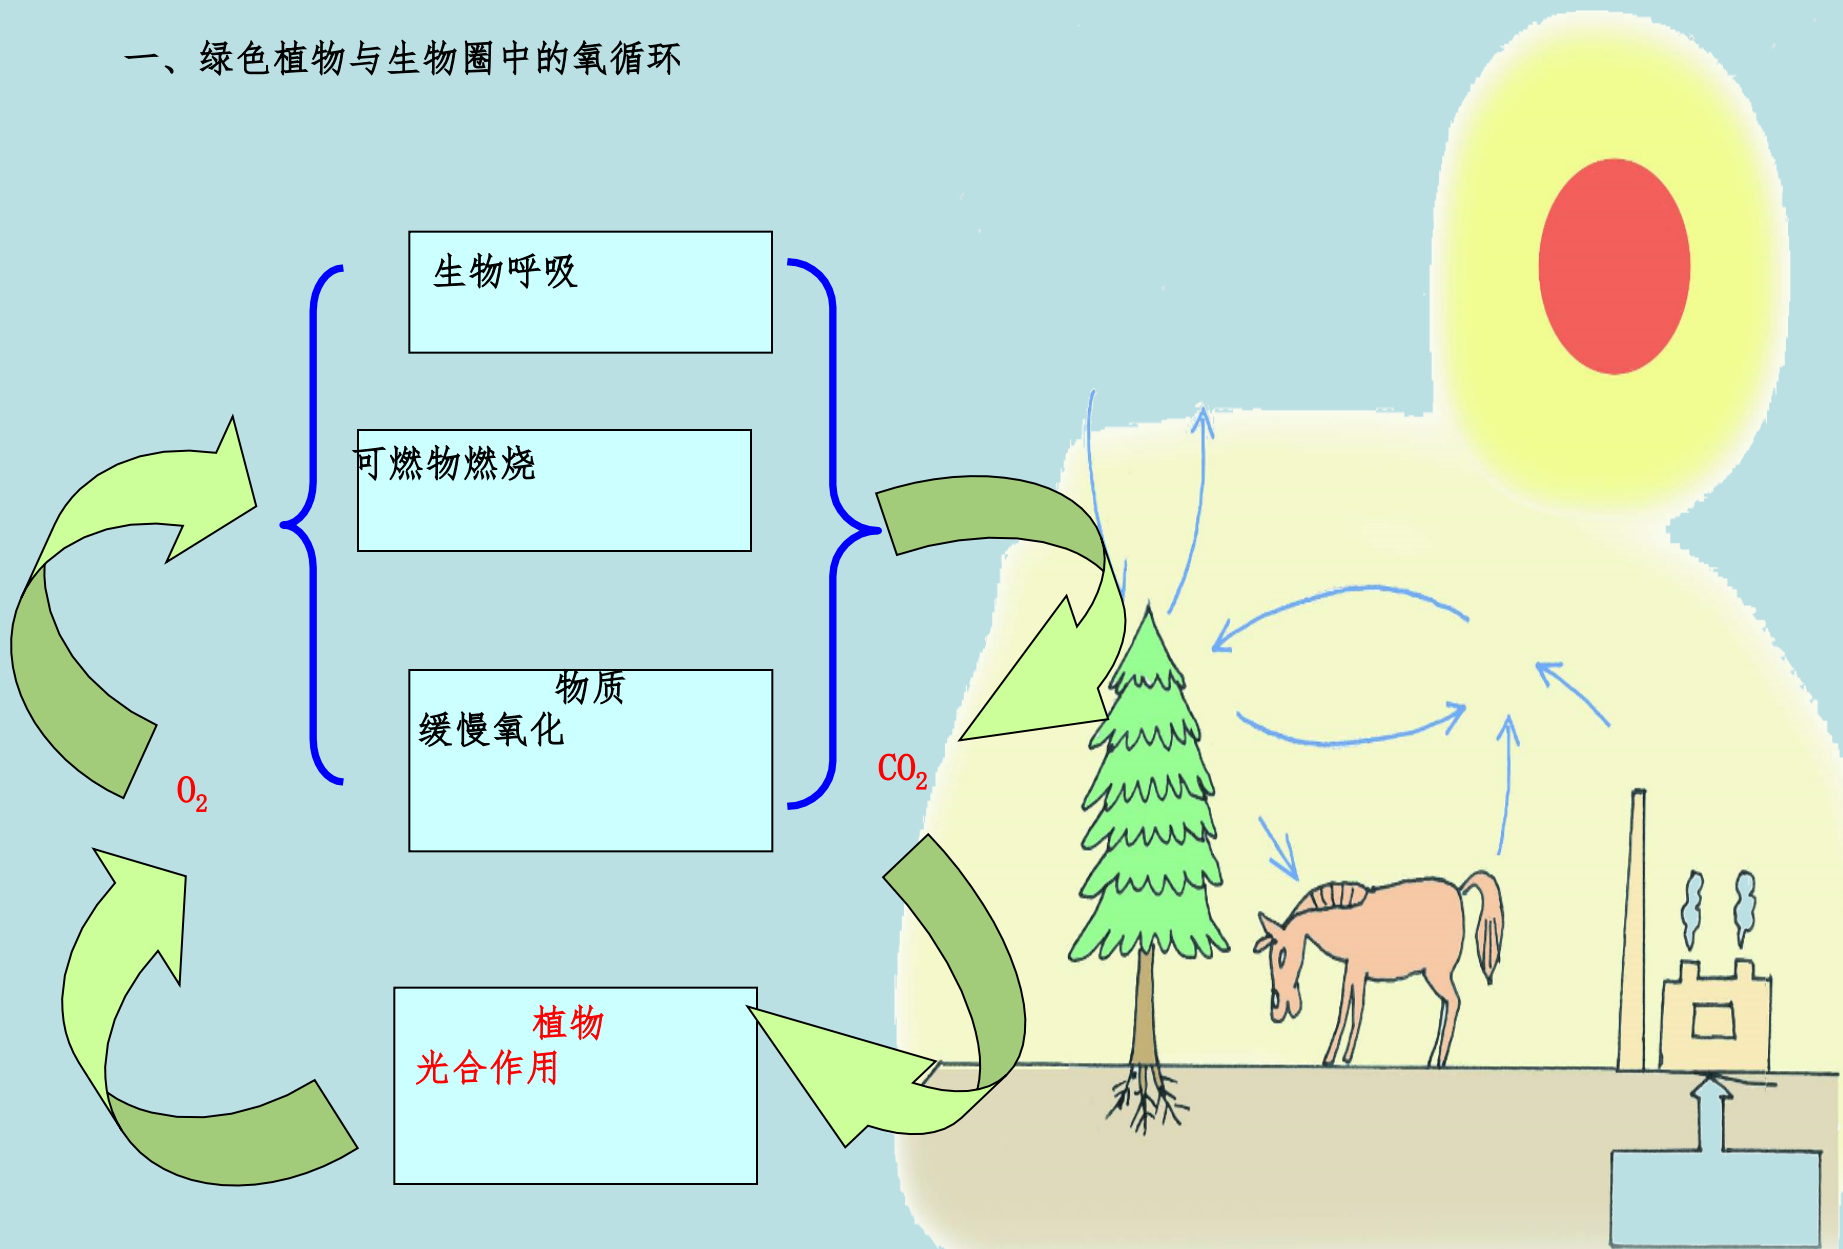 一、绿色植物与生物圈中的氧循环
生物呼吸
可燃物燃烧
物质
缓慢氧化
O₂
CO₂
植物
光合作用